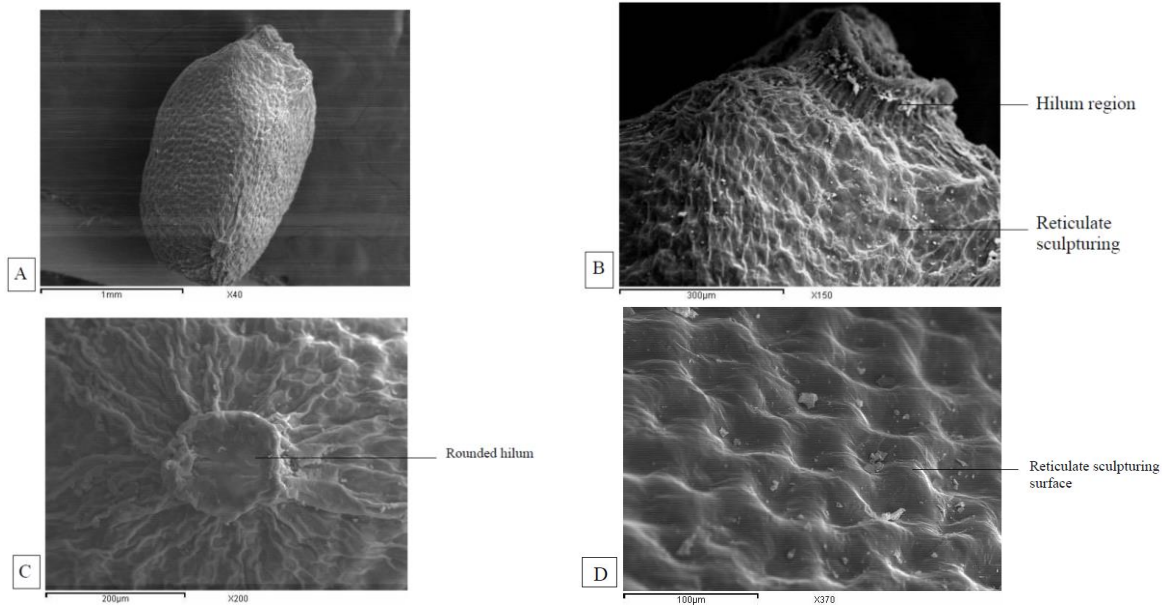 A
1mm X40
B
300µm X150
Hilum region
Reticulate
sculpturing
C
200µm X200
Rounded hilum
D
100µm X370
Reticulate sculpturing
surface